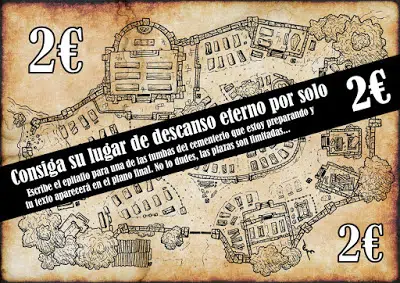 2€
Consiga su lugar de descanso eterno por solo
2€
Escribe el epitafio para una de las tumbas del cementerio que estoy preparando y
tu texto aparecerá en el plano final. No lo dudes, las plazas son limitadas...
2€